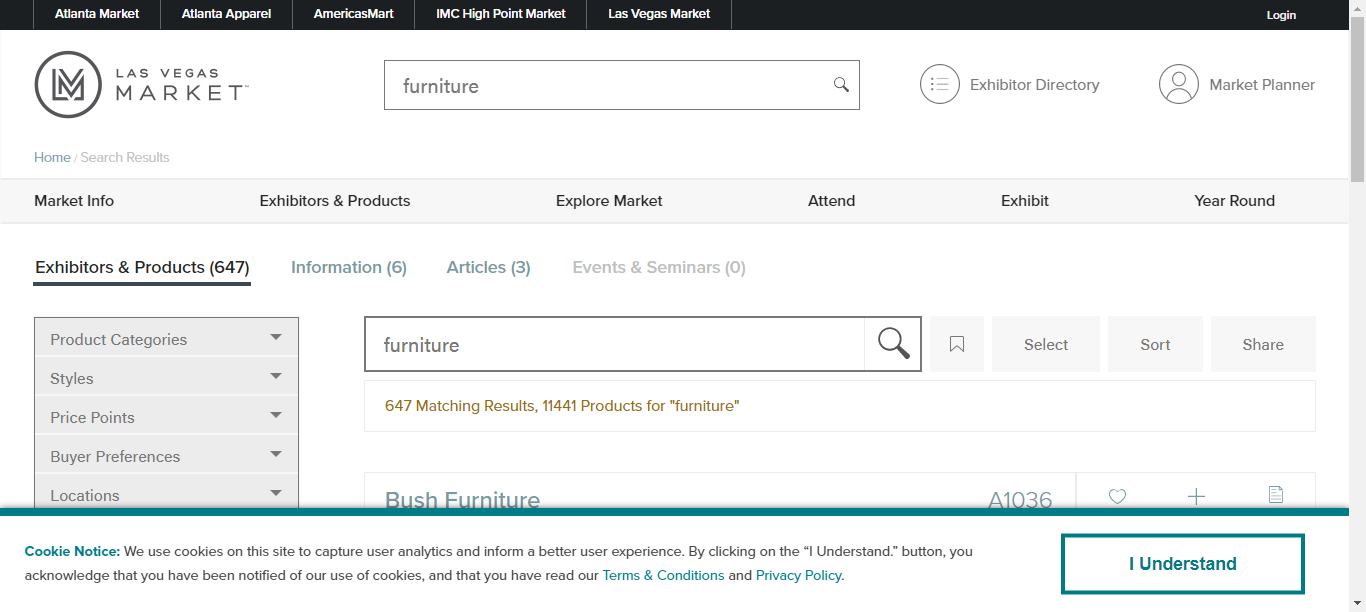 Atlanta Market Atlanta Apparel AmericasMart IMC High Point Market Las Vegas Market Login
LAS VEGAS
MARKET™
furniture
Exhibitor Directory
Market Planner
Home / Search Results
Market Info Exhibitors & Products Explore Market Attend Exhibit Year Round
Exhibitors & Products (647) Information (6) Articles (3) Events & Seminars (0)
Product Categories
Styles
Price Points
Buyer Preferences
Locations
furniture
Select Sort Share
647 Matching Results, 11441 Products for "furniture"
Bush Furniture A1036
Cookie Notice: We use cookies on this site to capture user analytics and inform a better user experience. By clicking on the “I Understand.” button, you
acknowledge that you have been notified of our use of cookies, and that you have read our Terms & Conditions and Privacy Policy.
I Understand